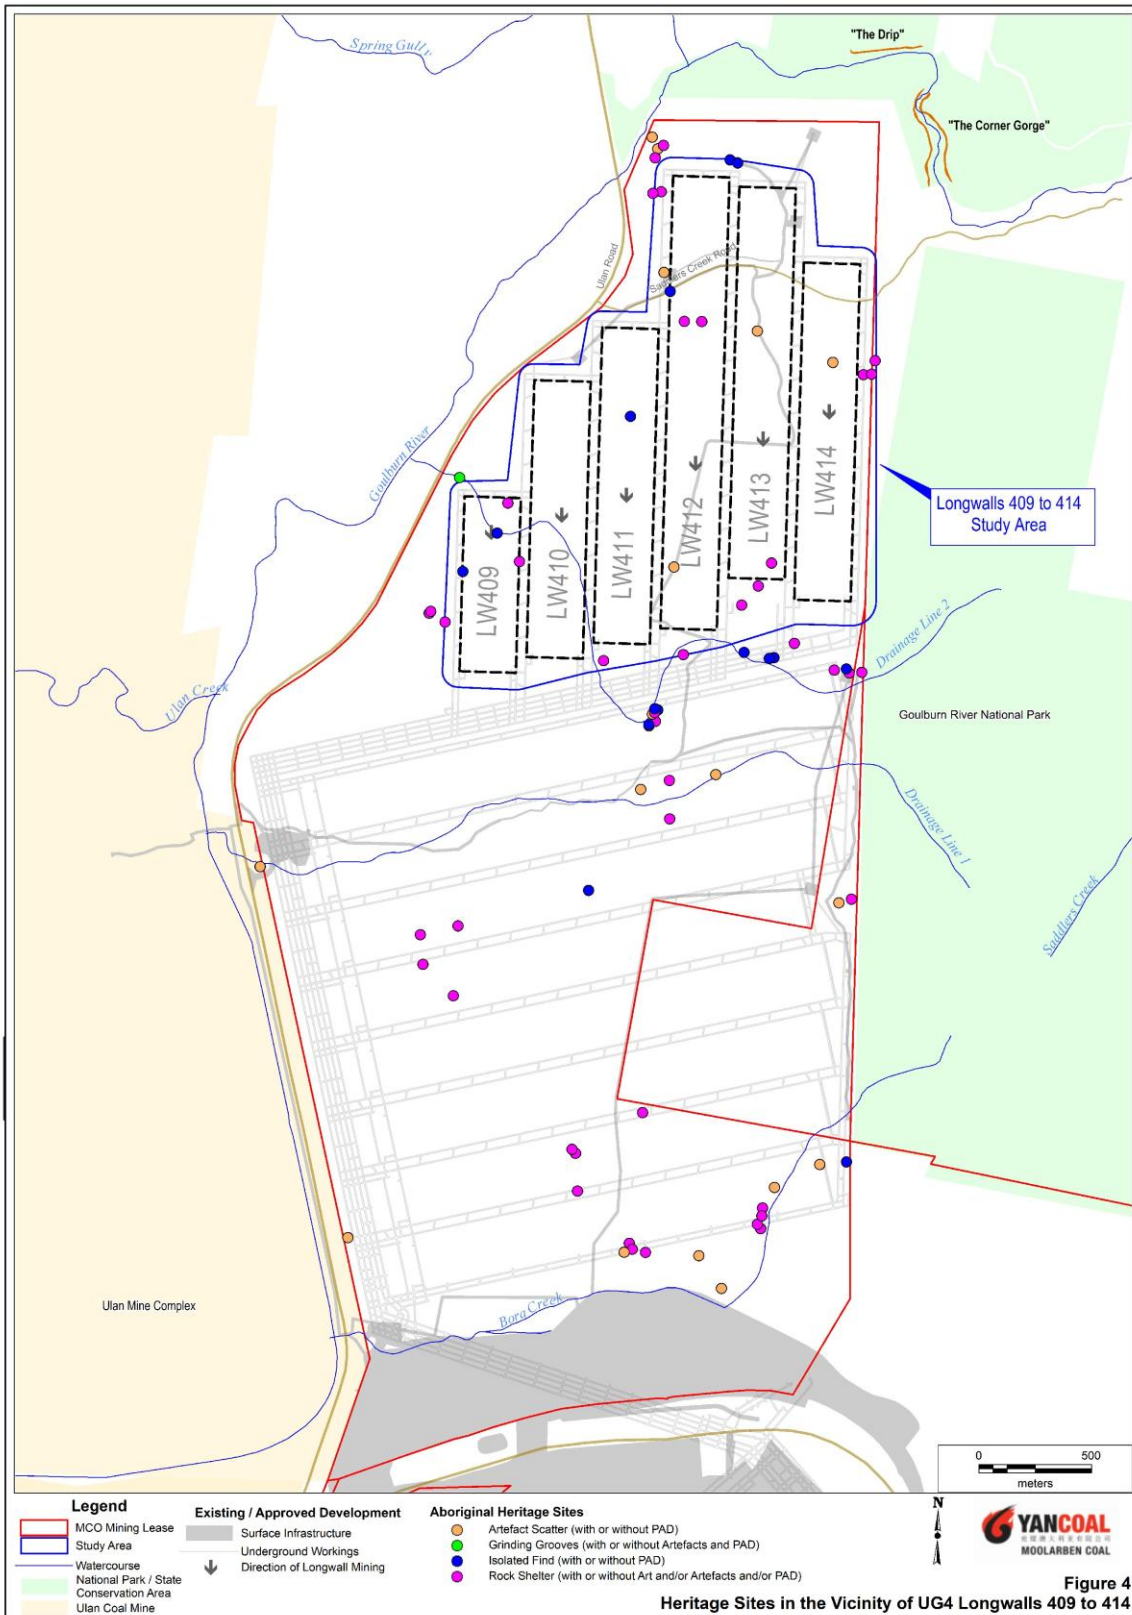 Spring Gully
"The Drip"
"The Corner Gorge"
Ulan Road
Saddlers Creek Road
Goulburn River
LW409
LW410
LW411
LW412
LW413
LW414
Longwalls 409 to 414
Study Area
Ulan Creek
Drainage Line 2
Goulburn River National Park
Drainage Line 1
Saddlers Creek
Ulan Mine Complex
Bora Creek
0 500
meters
Legend
MCO Mining Lease
Study Area
Watercourse
National Park / State
Conservation Area
Ulan Coal Mine
Existing / Approved Development
Surface Infrastructure
Underground Workings
Direction of Longwall Mining
Aboriginal Heritage Sites
Artefact Scatter (with or without PAD)
Grinding Grooves (with or without Artefacts and PAD)
Isolated Find (with or without PAD)
Rock Shelter (with or without Art and/or Artefacts and/or PAD)
N
YANCOAL
MOOLARBEN COAL
Figure 4
Heritage Sites in the Vicinity of UG4 Longwalls 409 to 414